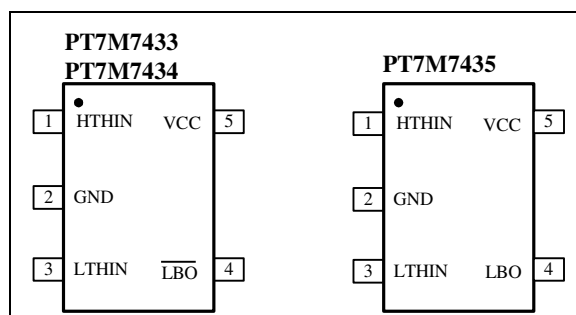 PT7M7433
PT7M7434
1 HTHIN VCC 5
2 GND
3 LTHIN LBO 4
PT7M7435
1 HTHIN VCC 5
2 GND
3 LTHIN LBO 4